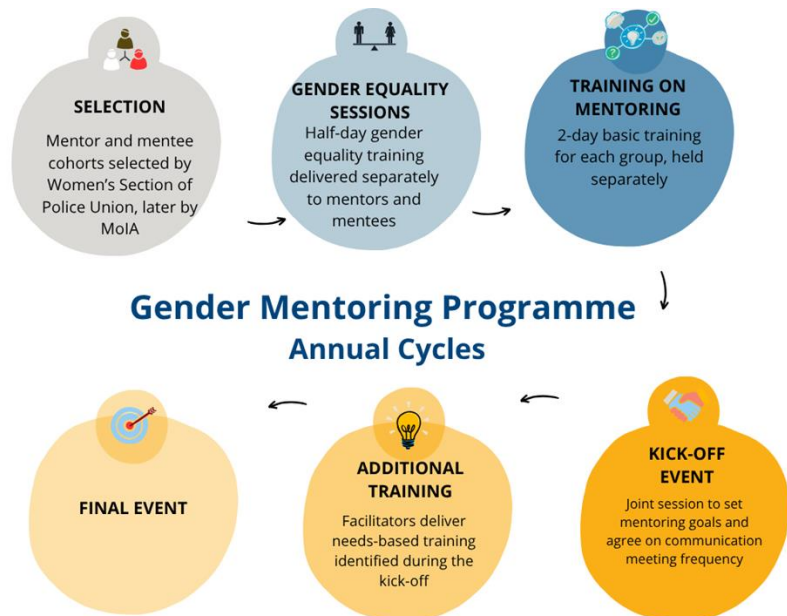 SELECTION
Mentor and mentee
cohorts selected by
Women's Section of
Police Union, later by
MoIA
GENDER EQUALITY
SESSIONS
Half-day gender
equality training
delivered separately
to mentors and
mentees
TRAINING ON
MENTORING
2-day basic training
for each group, held
separately
Gender Mentoring Programme
Annual Cycles
KICK-OFF
EVENT
Joint session to set
mentoring goals and
agree on communication
meeting frequency
ADDITIONAL
TRAINING
Facilitators deliver
needs-based training
identified during the
kick-off
FINAL EVENT